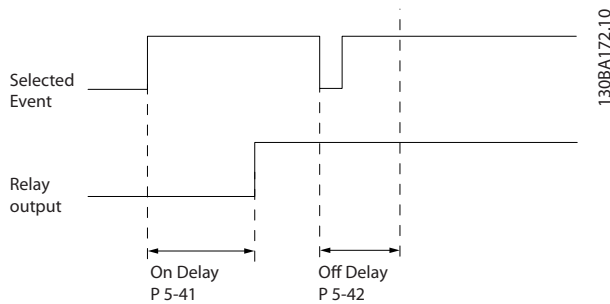 130BA172.10
Selected
Event
Relay
output
On Delay
P 5-41
Off Delay
P 5-42